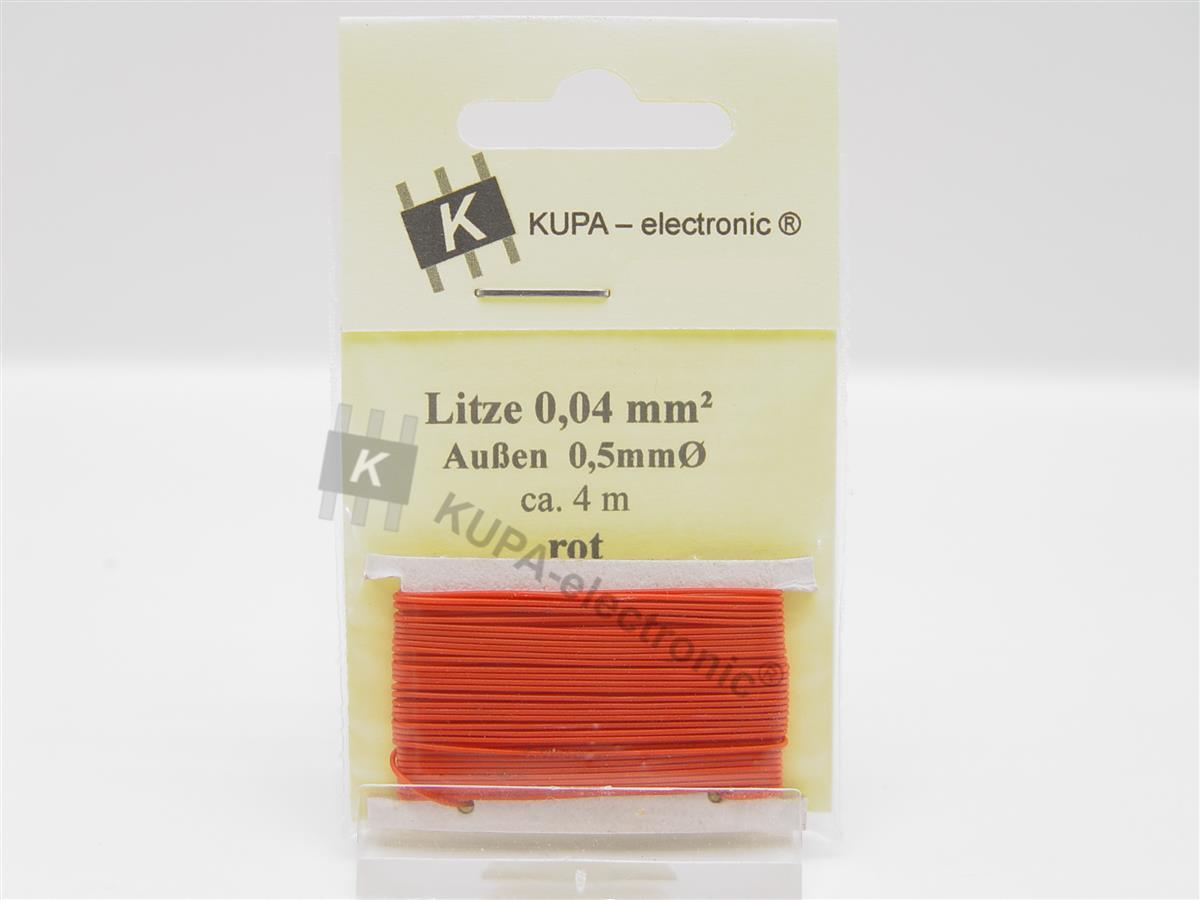 K
KUPA – electronic ®
Litze 0,04 mm²
Außen 0,5mmØ
ca. 4 m
rot
K
KUPA-electronic®